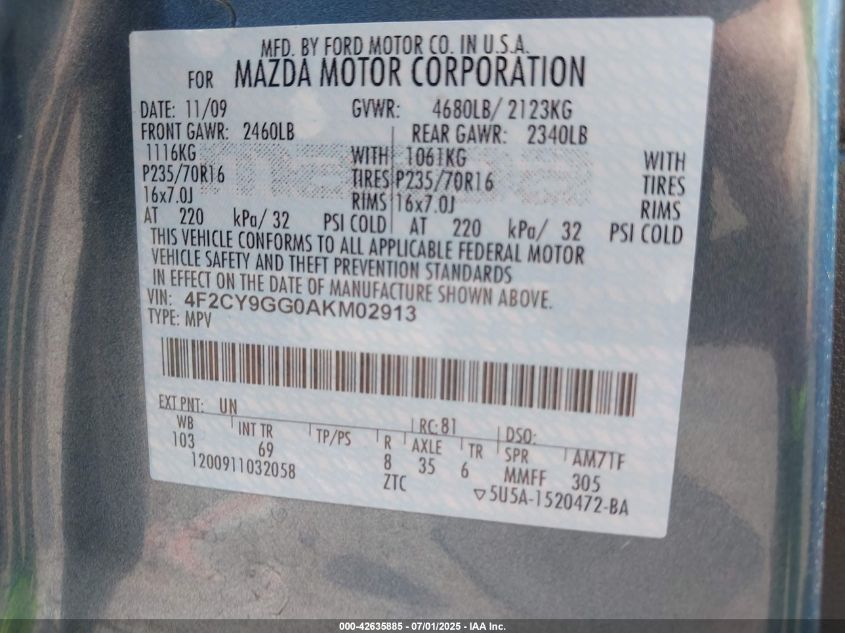 MFD. BY FORD MOTOR CO. IN U.S.A.
FOR MAZDA MOTOR CORPORATION
DATE: 11/09 GVWR: 4680LB/ 2123KG
FRONT GAWR: 2460LB REAR GAWR: 2340LB
1116KG WITH 1061KG WITH
P235/70R16 TIRES P235/70R16 TIRES
16x7.0J RIMS 16x7.0J RIMS
AT 220 kPa/ 32 PSI COLD AT 220 kPa/ 32 PSI COLD
THIS VEHICLE CONFORMS TO ALL APPLICABLE FEDERAL MOTOR
VEHICLE SAFETY AND THEFT PREVENTION STANDARDS
IN EFFECT ON THE DATE OF MANUFACTURE SHOWN ABOVE.
VIN: 4F2CY9GG0AKM02913
TYPE: MPV
EXT PNT: UN RC: 81 DSO:
WB INT TR TP/PS R AXLE TR SPR AM71F
103 69 8 35 6 MMFF 305
1200911032058 ZTC 5U5A-1520472-BA
000-42635885 - 07/01/2025 - IAA Inc.